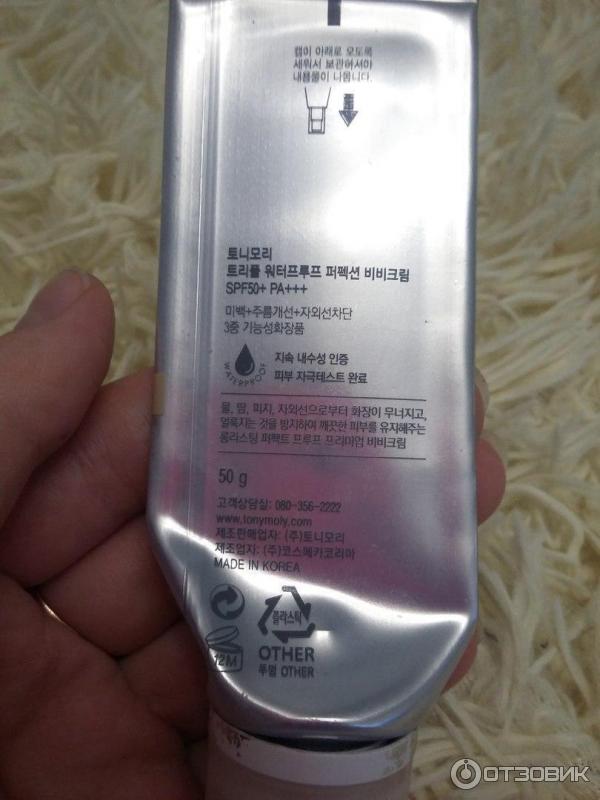 캡이 아래로 오도록
세워서 보관하셔야
내용물이 나옵니다.
토니모리
트리플 워터프루프 퍼펙션 비비크림
SPF50+ PA+++
미백+주름개선+자외선차단
3중 기능성화장품
WATERPROOF
지속 내수성 인증
피부 자극테스트 완료
물, 땀, 피지, 자외선으로부터 화장이 무너지고,
얼룩지는 것을 방지하여 깨끗한 피부를 유지해주는
롱라스팅 퍼펙트 프루프 프리미엄 비비크림
50 g
고객상담실: 080-356-2222
www.tonymoly.com
제조판매업자: (주)토니모리
제조업자: (주)코스메카코리아
MADE IN KOREA
12M
플라스틱
OTHER
뚜껑 OTHER
ОТЗОВИК